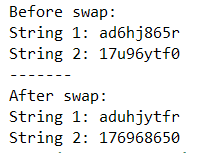 Before swap:
String 1: ad6hj865r
String 2: 17u96ytf0
-------
After swap:
String 1: aduhjytfr
String 2: 176968650